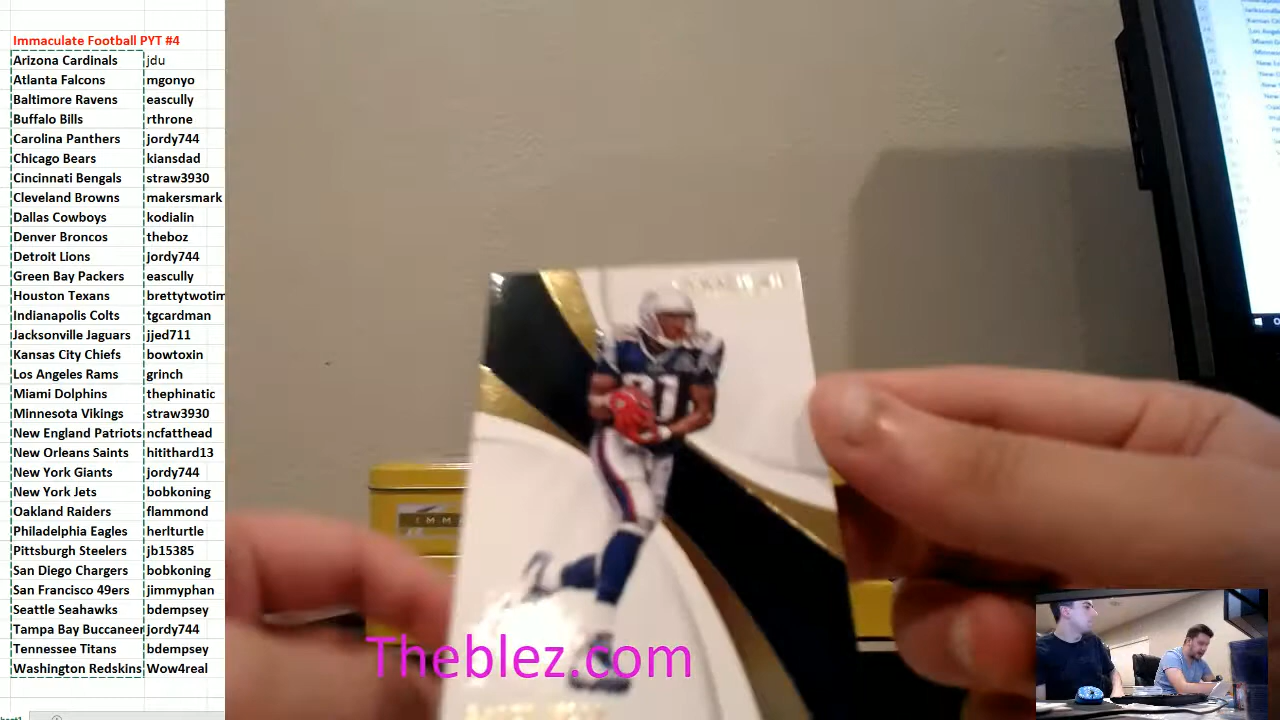 Immaculate Football PYT #4
Arizona Cardinals jdu
Atlanta Falcons mgonyo
Baltimore Ravens eascully
Buffalo Bills rthrone
Carolina Panthers jordy744
Chicago Bears kiansdad
Cincinnati Bengals straw3930
Cleveland Browns makersmark
Dallas Cowboys kodialin
Denver Broncos theboz
Detroit Lions jordy744
Green Bay Packers eascully
Houston Texans brettytwotim
Indianapolis Colts tgcardman
Jacksonville Jaguars jjed711
Kansas City Chiefs bowtoxin
Los Angeles Rams grinch
Miami Dolphins thephinatic
Minnesota Vikings straw3930
New England Patriots ncfatthead
New Orleans Saints hitithard13
New York Giants jordy744
New York Jets bobkoning
Oakland Raiders flammond
Philadelphia Eagles herlturtle
Pittsburgh Steelers jb15385
San Diego Chargers bobkoning
San Francisco 49ers jimmyphan
Seattle Seahawks bdempsey
Tampa Bay Buccaneer jordy744
Tennessee Titans bdempsey
Washington Redskins Wow4real
81
IMMA
Theblez.com